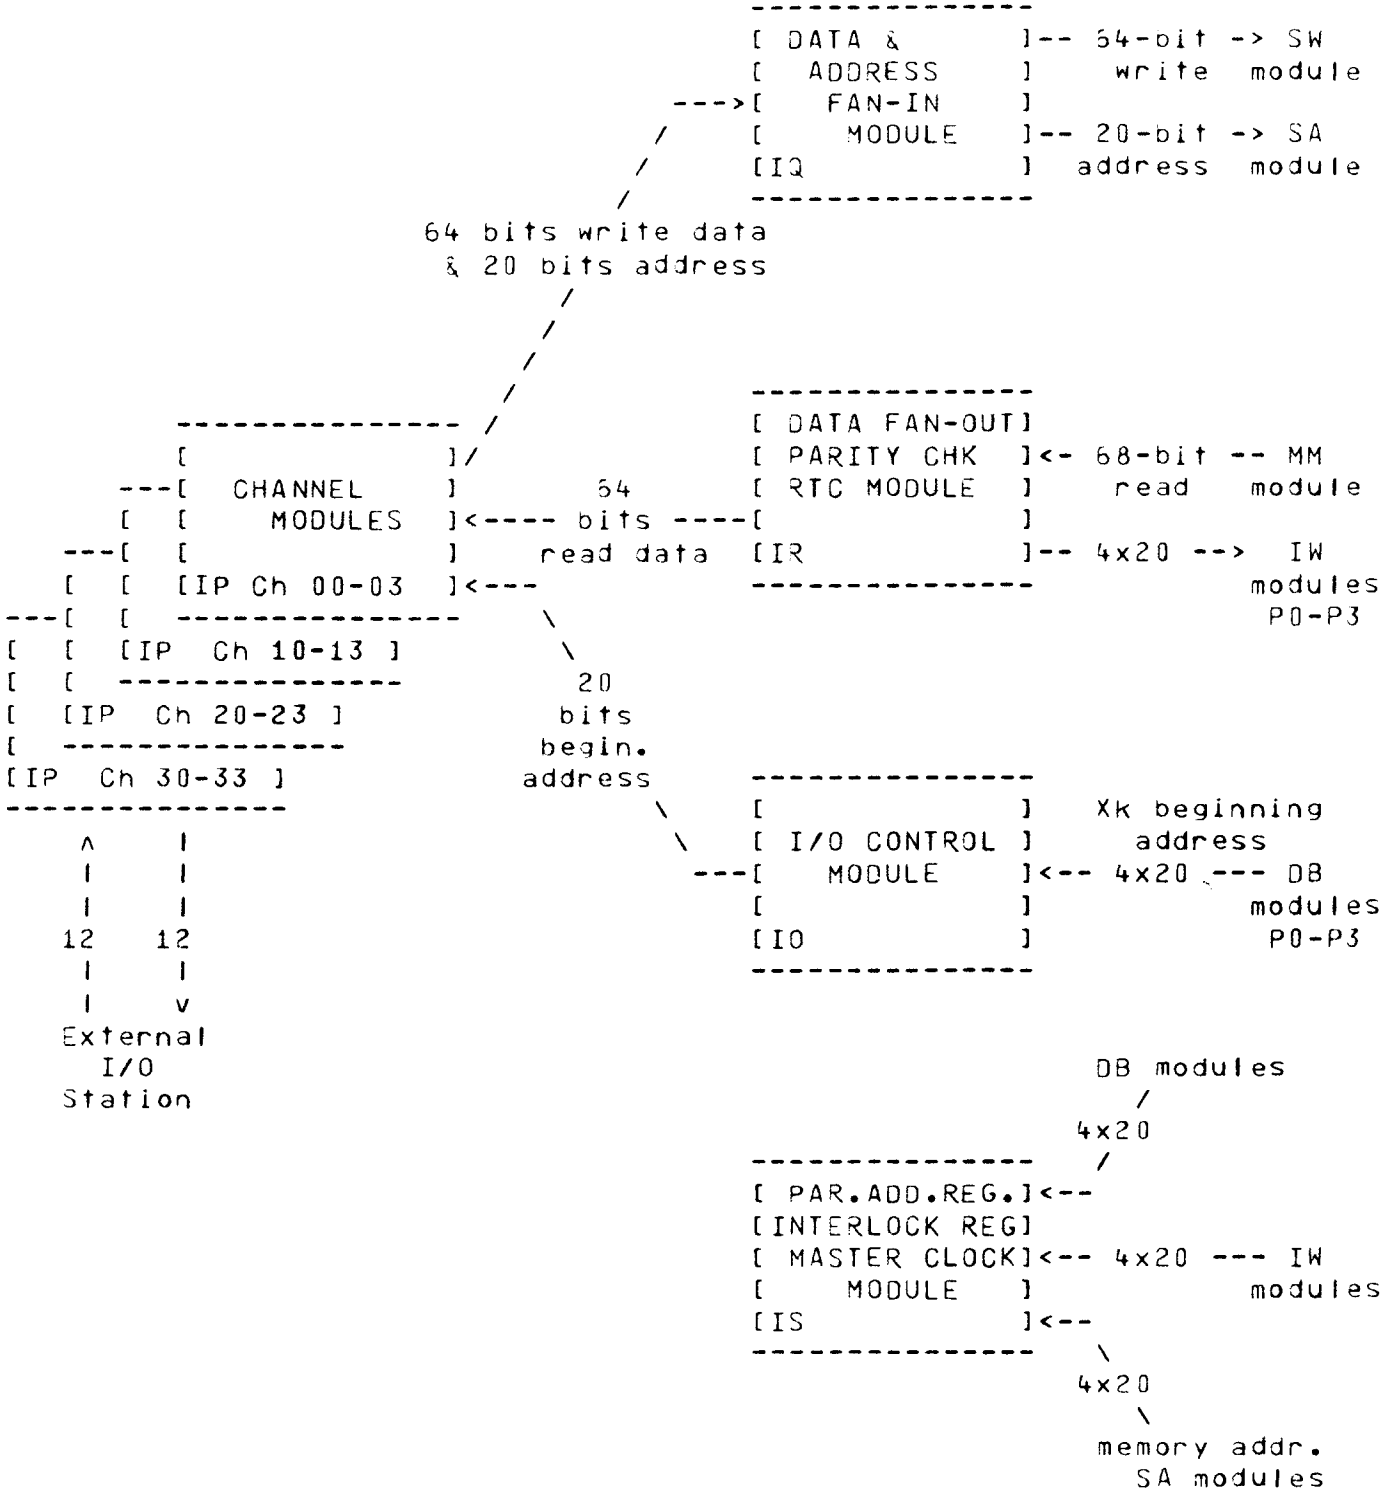 [ DATA &       ]-- 64-bit -> SW
[   ADDRESS    ]    write  module
--->[    FAN-IN    ]
[     MODULE   ]-- 20-bit -> SA
[IQ            ]  address  module
64 bits write data
& 20 bits address
[ DATA FAN-OUT]
[ PARITY CHK  ]<- 68-bit -- MM
[ RTC MODULE  ]    read   module
[IR           ]-- 4x20 -->  IW
modules
P0-P3
64
<---- bits ----
read data
---[  CHANNEL    ]
[  [    MODULES  ]
[IP Ch 00-03   ]<---
[IP  Ch 10-13 ]
[IP  Ch 20-23 ]
[IP  Ch 30-33 ]
20
bits
begin.
address
[              ]   Xk beginning
[ I/O CONTROL ]     address
---[   MODULE    ]<-- 4x20 --- DB
modules
[IO            ]         P0-P3
12   12
External
I/O
Station
DB modules
4x20
[ PAR.ADD.REG.]<--
[INTERLOCK REG]
[ MASTER CLOCK]<-- 4x20 --- IW
[    MODULE   ]        modules
[IS            ]<--
4x20
memory addr.
SA modules